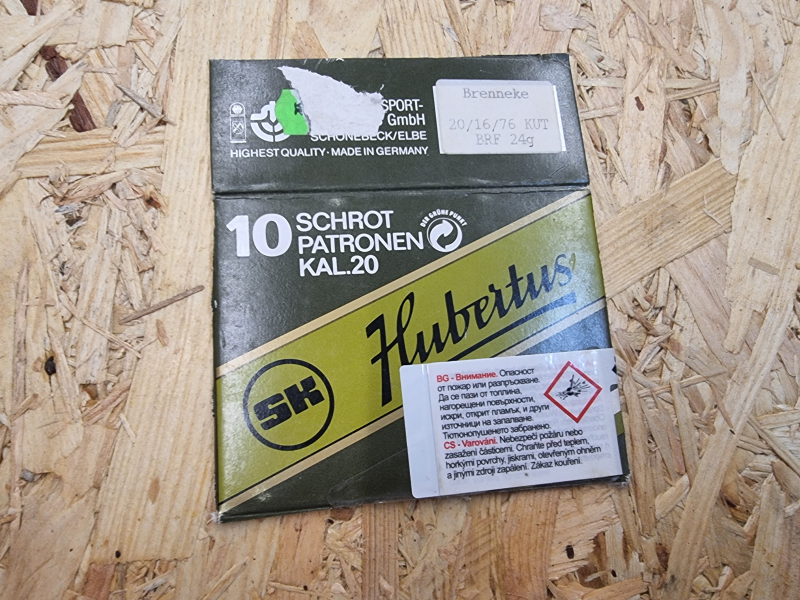 SPORT-
GmbH
SCHÖNEBECK/ELBE
HIGHEST QUALITY · MADE IN GERMANY
Brenneke
20/16/76 KUT
BRF 24g
10 SCHROT
PATRONEN
KAL.20
DER GRÜNE PUNKT
Hubertus
SK
BG - Внимание. Опасност
от пожар или разпръскване.
Да се пази от топлина,
нагорещени повърхности,
искри, открит пламък, и други
източници на запалване.
Тютюнопушенето забранено.
CS - Varování. Nebezpečí požáru nebo
zasažení částicemi. Chraňte před teplem,
horkými povrchy, jiskrami, otevřeným ohněm
a jinými zdroji zapálení. Zákaz kouření.